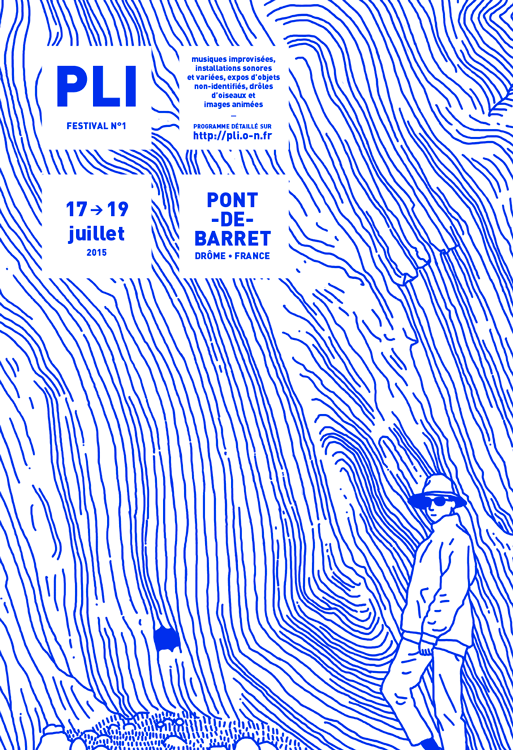 PLI
FESTIVAL N°1
musiques improvisées,
installations sonores
et variées, expos d'objets
non-identifiés, drôles
d'oiseaux et
images animées
—
PROGRAMME DÉTAILLÉ SUR
http://pli.o-n.fr
17 → 19
juillet
2015
PONT
-DE-
BARRET
DRÔME • FRANCE